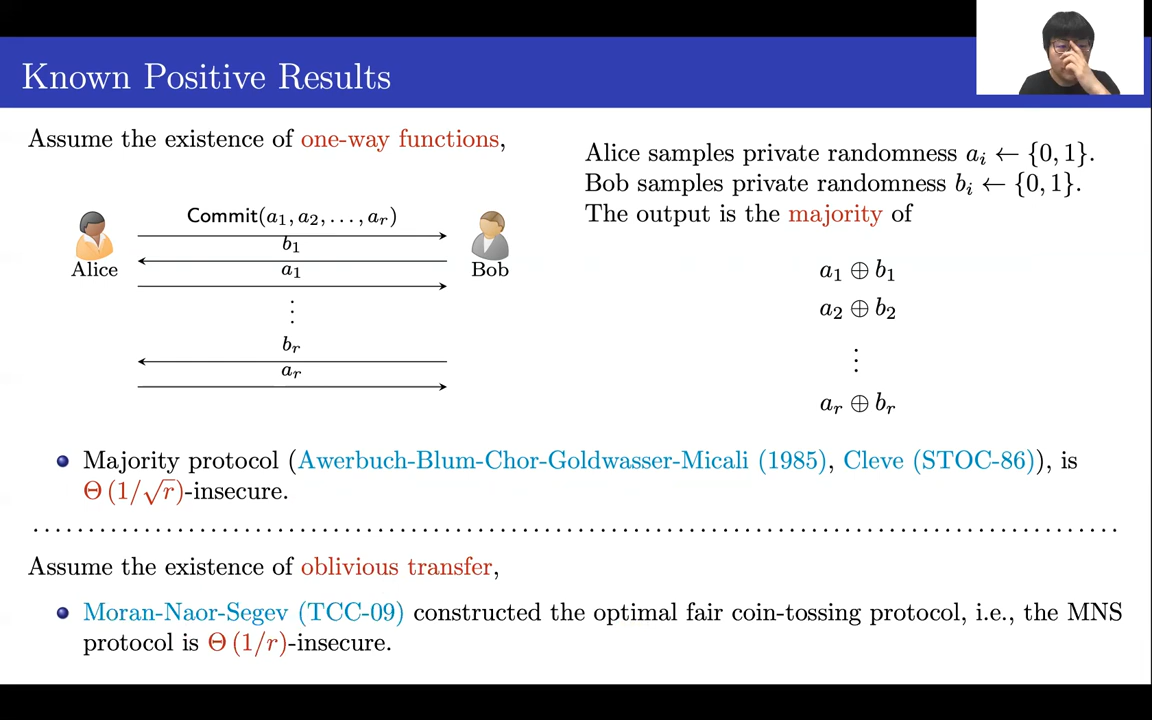 Known Positive Results
Assume the existence of one-way functions,
Commit(a₁, a₂, . . . , aᵣ)
b₁
a₁
⋮
bᵣ
aᵣ
Alice
Bob
Alice samples private randomness aᵢ ← {0, 1}.
Bob samples private randomness bᵢ ← {0, 1}.
The output is the majority of
a₁ ⊕ b₁
a₂ ⊕ b₂
⋮
aᵣ ⊕ bᵣ
Majority protocol (Awerbuch-Blum-Chor-Goldwasser-Micali (1985), Cleve (STOC-86)), is
Θ (1/√r)-insecure.
Assume the existence of oblivious transfer,
Moran-Naor-Segev (TCC-09) constructed the optimal fair coin-tossing protocol, i.e., the MNS
protocol is Θ (1/r)-insecure.